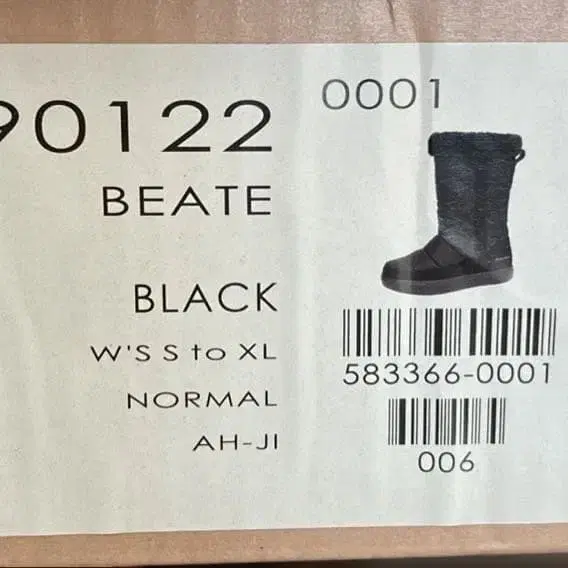 0001
90122
BEATE
BLACK
W'S S to XL
NORMAL
AH-JI
583366-0001
006